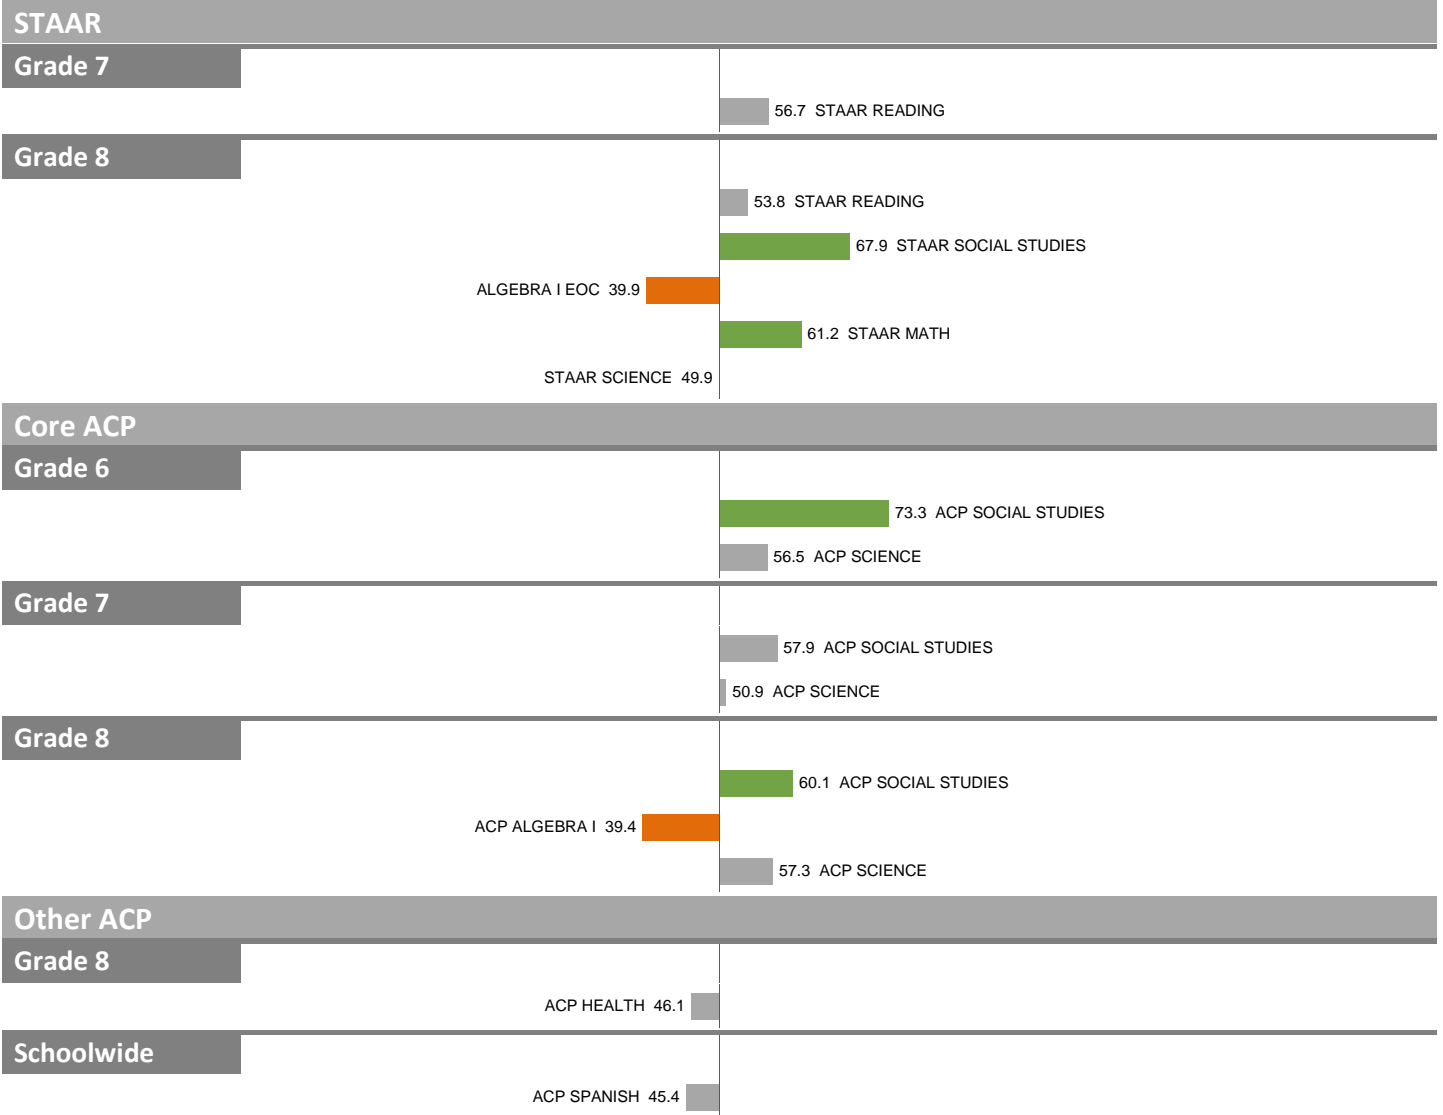 STAAR
Grade 7
56.7 STAAR READING
Grade 8
53.8 STAAR READING
67.9 STAAR SOCIAL STUDIES
ALGEBRA I EOC 39.9
61.2 STAAR MATH
STAAR SCIENCE 49.9
Core ACP
Grade 6
73.3 ACP SOCIAL STUDIES
56.5 ACP SCIENCE
Grade 7
57.9 ACP SOCIAL STUDIES
50.9 ACP SCIENCE
Grade 8
60.1 ACP SOCIAL STUDIES
ACP ALGEBRA I 39.4
57.3 ACP SCIENCE
Other ACP
Grade 8
ACP HEALTH 46.1
Schoolwide
ACP SPANISH 45.4